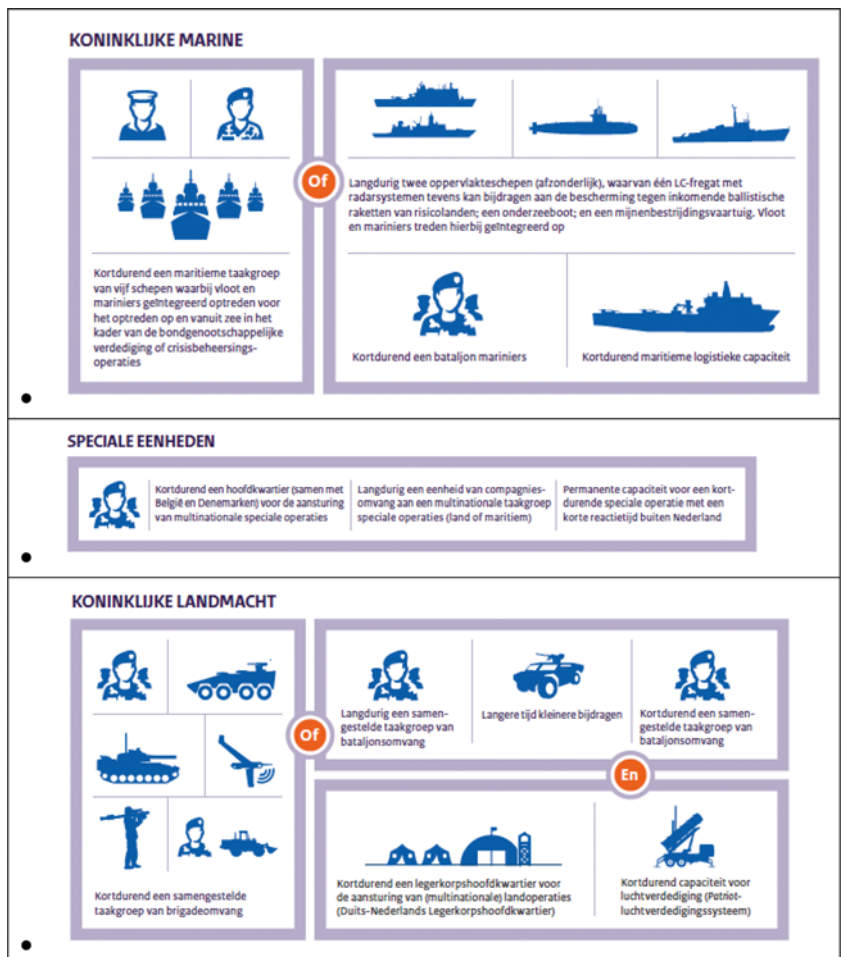 KONINKLIJKE MARINE
Of
Kortdurend een maritieme taakgroep
van vijf schepen waarbij vloot en
mariniers geïntegreerd optreden voor
het optreden op en vanuit zee in het
kader van de bondgenootschappelijke
verdediging of crisisbeheersings-
operaties
Langdurig twee oppervlakteschepen (afzonderlijk), waarvan één LC-fregat met
radarsystemen tevens kan bijdragen aan de bescherming tegen inkomende ballistische
raketten van risicolanden; een onderzeeboot; en een mijnenbestrijdingsvaartuig. Vloot
en mariniers treden hierbij geïntegreerd op
Kortdurend een bataljon mariniers
Kortdurend maritieme logistieke capaciteit
SPECIALE EENHEDEN
Kortdurend een hoofdkwartier (samen met
België en Denemarken) voor de aansturing
van multinationale speciale operaties
Langdurig een eenheid van compagnies-
omvang aan een multinationale taakgroep
speciale operaties (land of maritiem)
Permanente capaciteit voor een kort-
durende speciale operatie met een
korte reactietijd buiten Nederland
KONINKLIJKE LANDMACHT
Kortdurend een samengestelde
taakgroep van brigadeomvang
Of
Langdurig een samen-
gestelde taakgroep van
bataljonsomvang
Langere tijd kleinere bijdragen
Kortdurend een samen-
gestelde taakgroep van
bataljonsomvang
En
Kortdurend een legerkorpshoofdkwartier voor
de aansturing van (multinationale) landoperaties
(Duits-Nederlands Legerkorpshoofdkwartier)
Kortdurend capaciteit voor
luchtverdediging (Patriot-
luchtverdedigingssysteem)